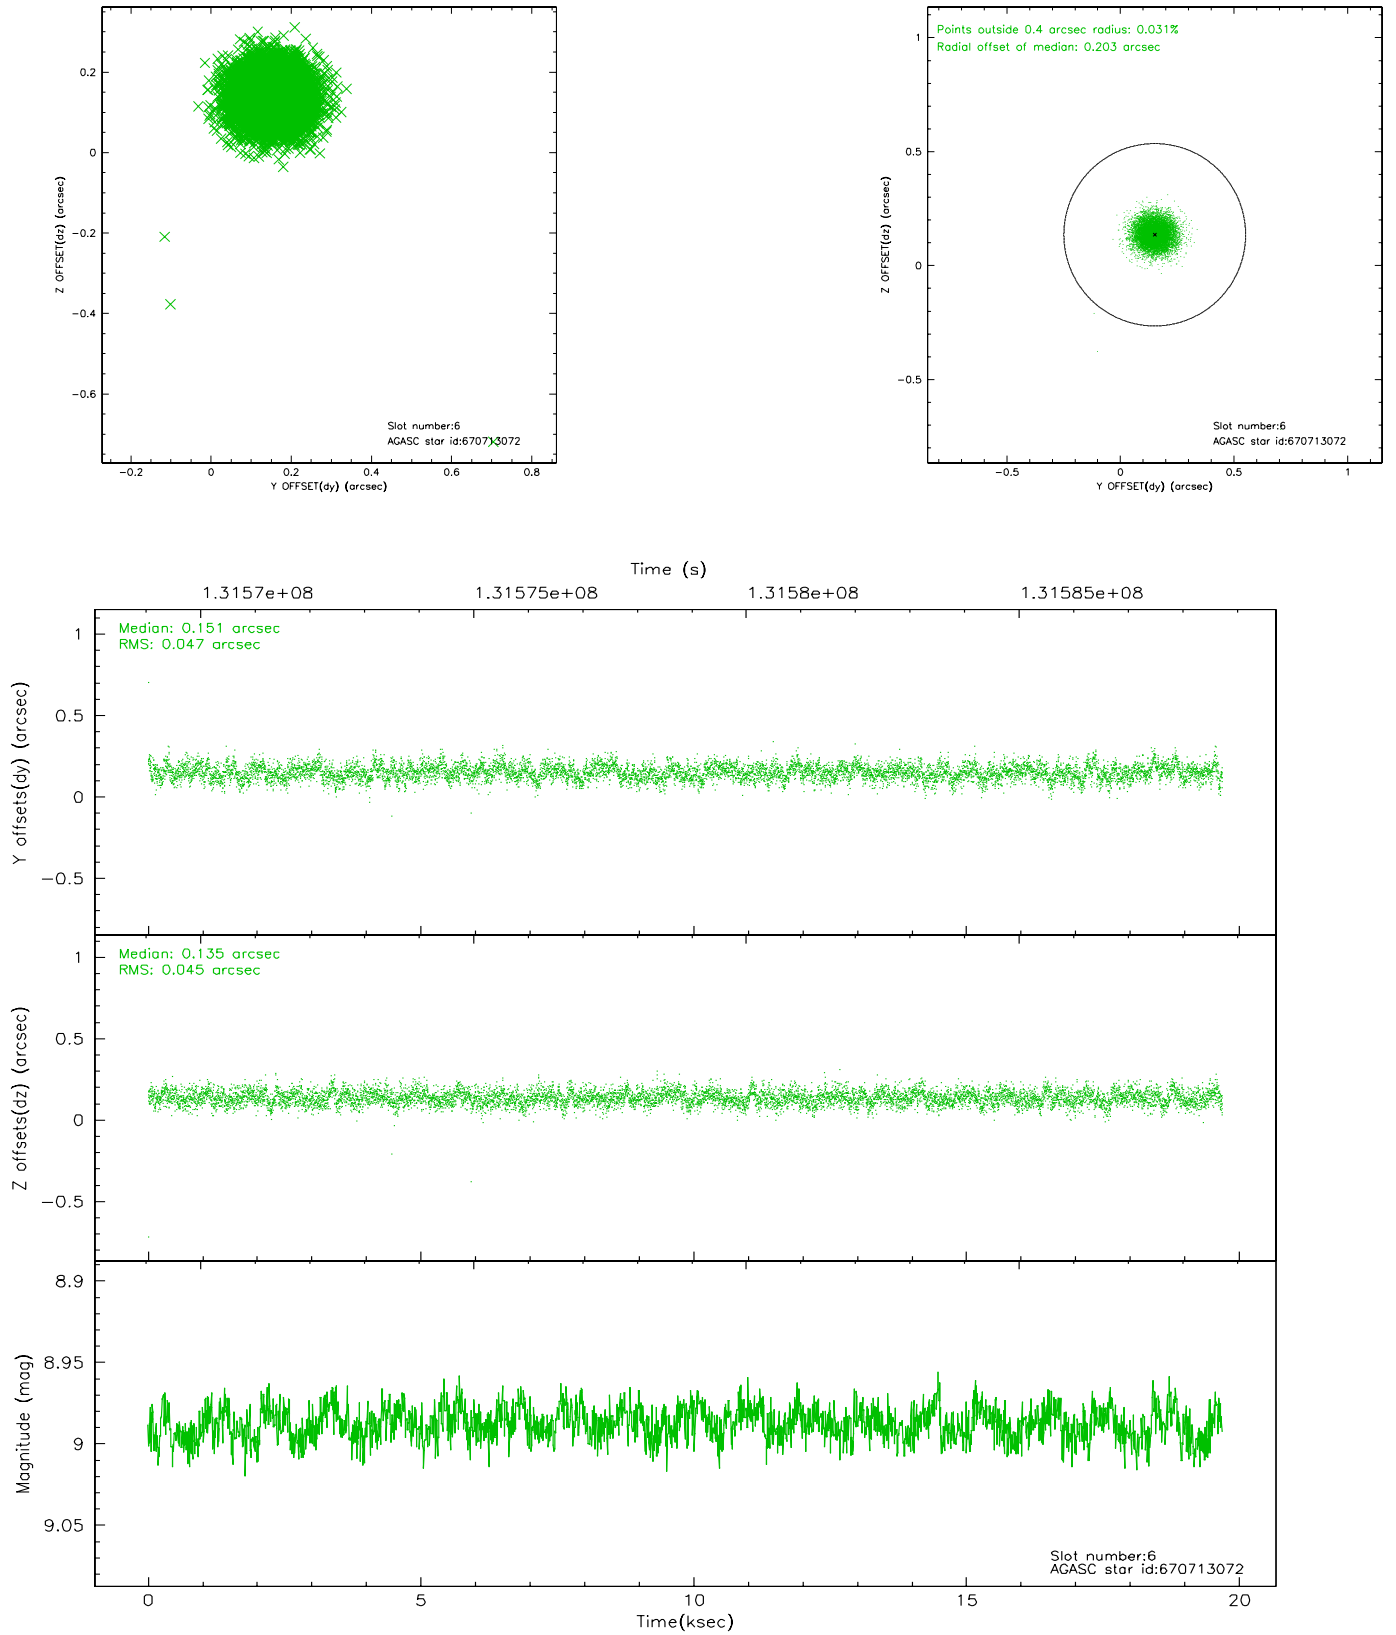 0.2
0
-0.2
-0.4
-0.6
Z OFFSET(dz) (arcsec)
Slot number:6
AGASC star id:670713072
-0.2 0 0.2 0.4 0.6 0.8
Y OFFSET(dy) (arcsec)
Points outside 0.4 arcsec radius: 0.031%
Radial offset of median: 0.203 arcsec
1
0.5
0
-0.5
Z OFFSET(dz) (arcsec)
Slot number:6
AGASC star id:670713072
-0.5 0 0.5 1
Y OFFSET(dy) (arcsec)
Time (s)
1.3157e+08 1.31575e+08 1.3158e+08 1.31585e+08
Median: 0.151 arcsec
RMS: 0.047 arcsec
1
0.5
0
-0.5
Y offsets(dy) (arcsec)
Median: 0.135 arcsec
RMS: 0.045 arcsec
1
0.5
0
-0.5
Z offsets(dz) (arcsec)
8.9
8.95
9
9.05
Magnitude (mag)
Slot number:6
AGASC star id:670713072
0 5 10 15 20
Time(ksec)